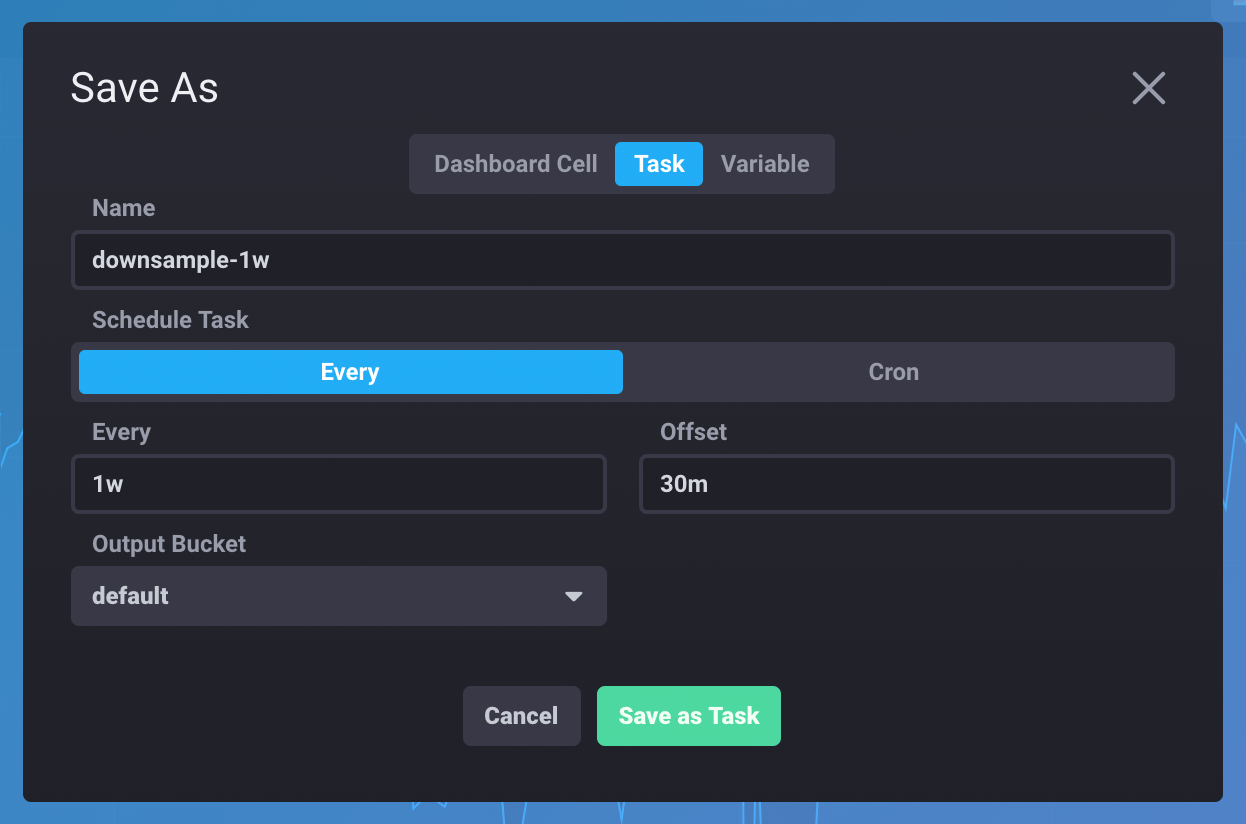 Save As
Dashboard Cell Task Variable
Name
downsample-1w
Schedule Task
Every Cron
Every Offset
1w 30m
Output Bucket
default
Cancel Save as Task